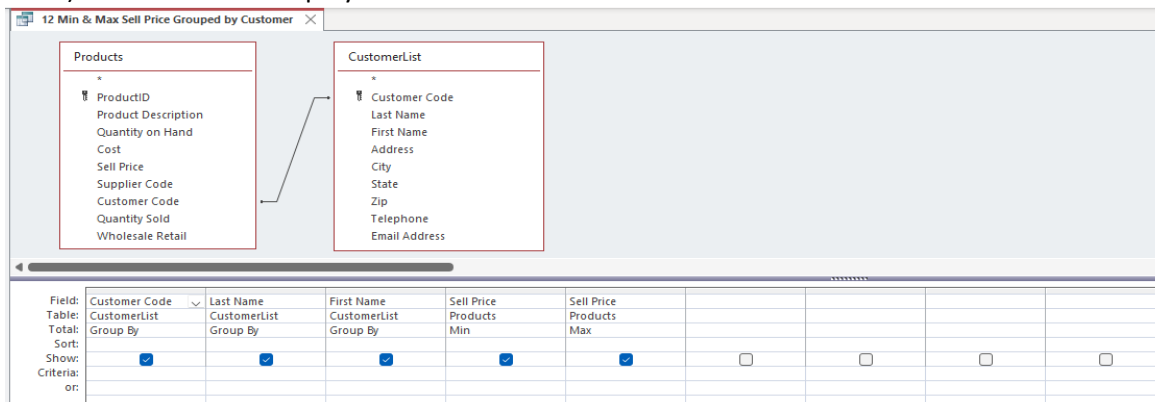 12 Min & Max Sell Price Grouped by Customer
Products
*
ProductID
Product Description
Quantity on Hand
Cost
Sell Price
Supplier Code
Customer Code
Quantity Sold
Wholesale Retail
CustomerList
*
Customer Code
Last Name
First Name
Address
City
State
Zip
Telephone
Email Address
Field: Customer Code Last Name First Name Sell Price Sell Price
Table: CustomerList CustomerList CustomerList Products Products
Total: Group By Group By Group By Min Max
Sort:
Show:
Criteria:
or: